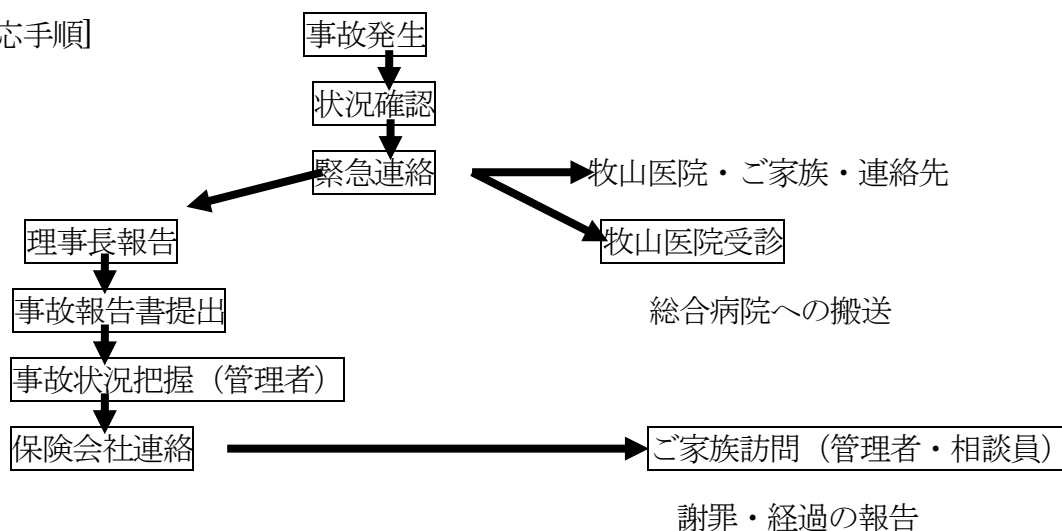 応手順]
事故発生
状況確認
緊急連絡
牧山医院・ご家族・連絡先
理事長報告
牧山医院受診
事故報告書提出
総合病院への搬送
事故状況把握（管理者）
保険会社連絡
ご家族訪問（管理者・相談員）
謝罪・経過の報告